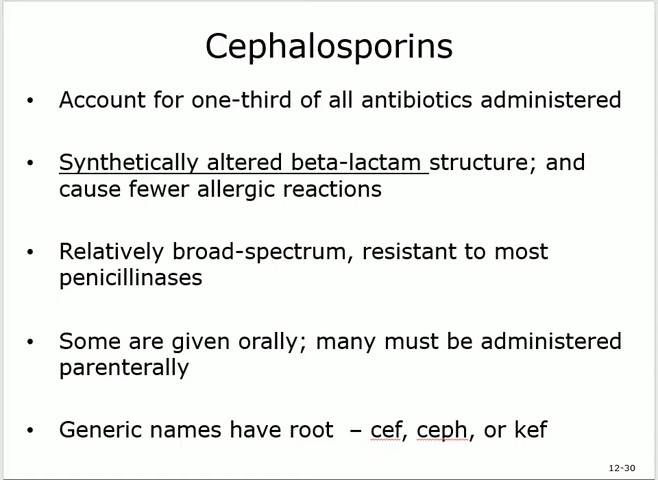 Cephalosporins
• Account for one-third of all antibiotics administered
• Synthetically altered beta-lactam structure; and
cause fewer allergic reactions
• Relatively broad-spectrum, resistant to most
penicillinases
• Some are given orally; many must be administered
parenterally
• Generic names have root – cef, ceph, or kef
12-30